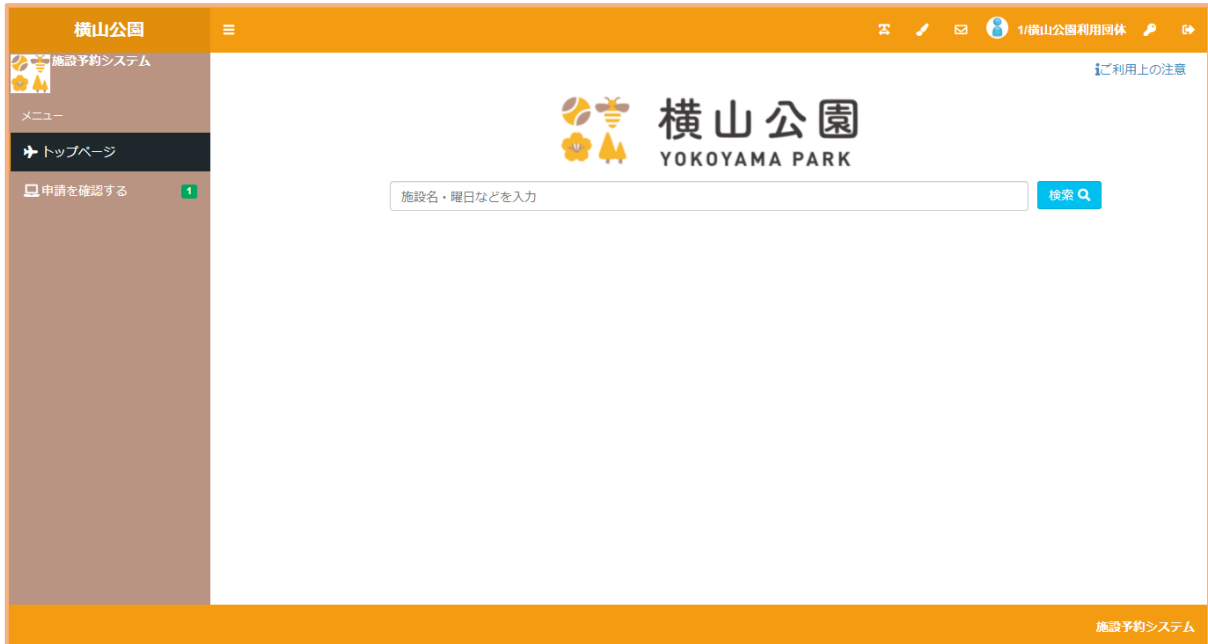 横山公園
1/横山公園利用団体
施設予約システム
ご利用上の注意
メニュー
トップページ
申請を確認する 1
横山公園
YOKOYAMA PARK
施設名・曜日などを入力
検索
施設予約システム